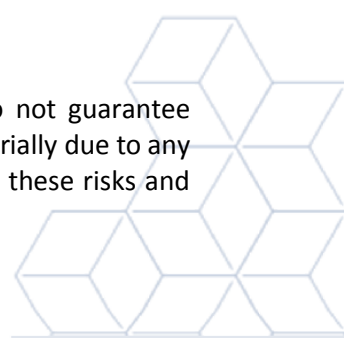 not guarantee
rially due to any
these risks and